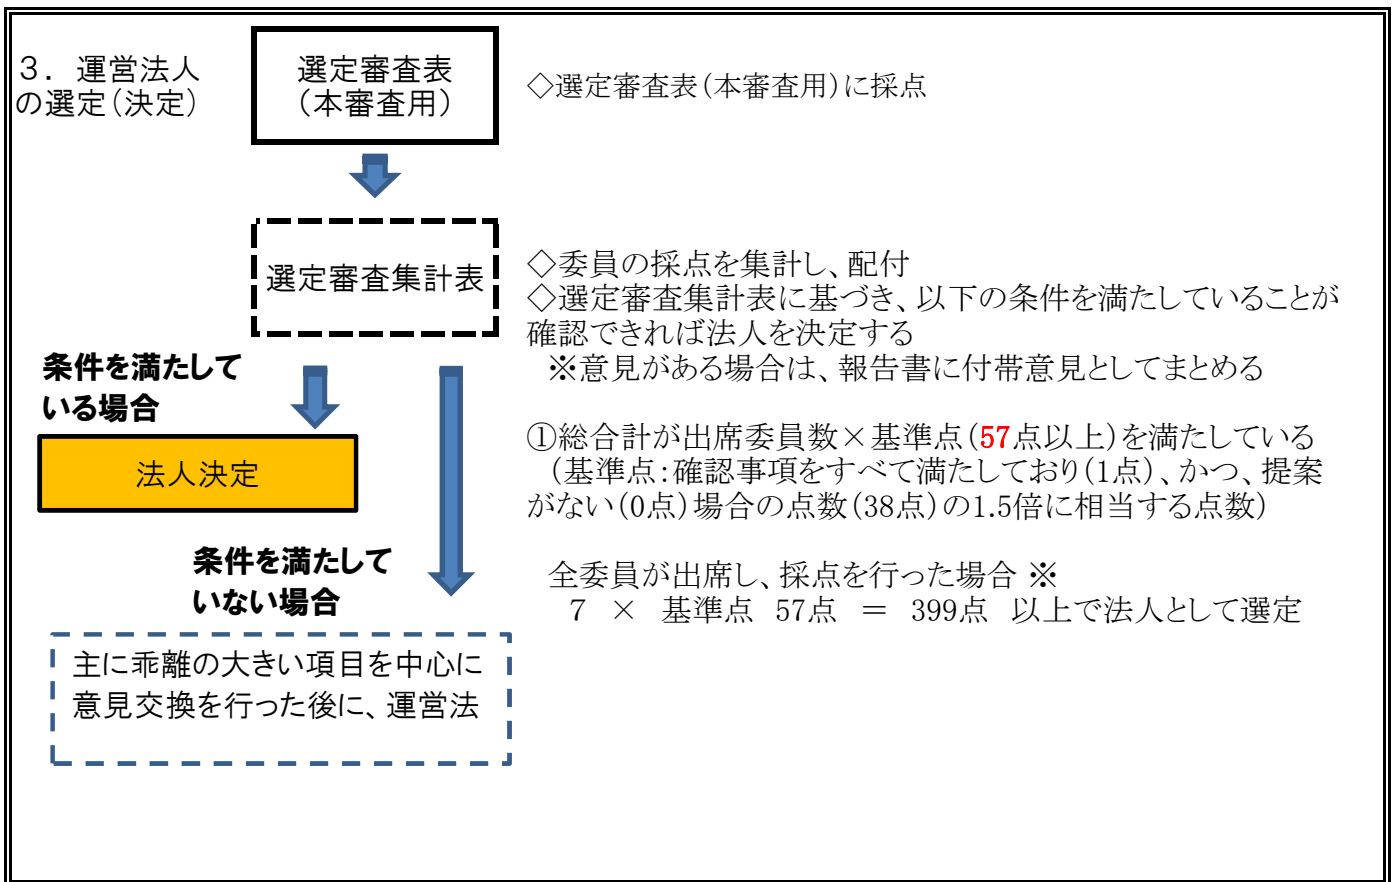 ３．運営法人
の選定（決定）
選定審査表
（本審査用）
◇選定審査表（本審査用）に採点
選定審査集計表
◇委員の採点を集計し、配付
◇選定審査集計表に基づき、以下の条件を満たしていることが
確認できれば法人を決定する
※意見がある場合は、報告書に付帯意見としてまとめる
条件を満たして
いる場合
法人決定
①総合計が出席委員数×基準点（57点以上）を満たしている
（基準点：確認事項をすべて満たしており（1点）、かつ、提案
がない（0点）場合の点数（38点）の1.5倍に相当する点数）
条件を満たして
いない場合
全委員が出席し、採点を行った場合 ※
７ × 基準点 57点 ＝ 399点 以上で法人として選定
主に乖離の大きい項目を中心に
意見交換を行った後に、運営法